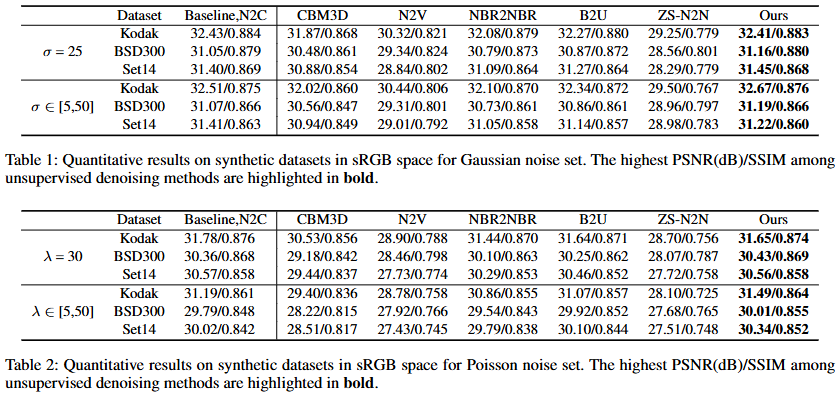 Dataset Baseline,N2C CBM3D N2V NBR2NBR B2U ZS-N2N Ours
Kodak 32.43/0.884 31.87/0.868 30.32/0.821 32.08/0.879 32.27/0.880 29.25/0.779 32.41/0.883
σ = 25 BSD300 31.05/0.879 30.48/0.861 29.34/0.824 30.79/0.873 30.87/0.872 28.56/0.801 31.16/0.880
Set14 31.40/0.869 30.88/0.854 28.84/0.802 31.09/0.864 31.27/0.864 28.29/0.779 31.45/0.868
Kodak 32.51/0.875 32.02/0.860 30.44/0.806 32.10/0.870 32.34/0.872 29.50/0.767 32.67/0.876
σ ∈ [5,50] BSD300 31.07/0.866 30.56/0.847 29.31/0.801 30.73/0.861 30.86/0.861 28.96/0.797 31.19/0.866
Set14 31.41/0.863 30.94/0.849 29.01/0.792 31.05/0.858 31.14/0.857 28.98/0.783 31.22/0.860
Table 1: Quantitative results on synthetic datasets in sRGB space for Gaussian noise set. The highest PSNR(dB)/SSIM among
unsupervised denoising methods are highlighted in bold.
Dataset Baseline,N2C CBM3D N2V NBR2NBR B2U ZS-N2N Ours
Kodak 31.78/0.876 30.53/0.856 28.90/0.788 31.44/0.870 31.64/0.871 28.70/0.756 31.65/0.874
λ = 30 BSD300 30.36/0.868 29.18/0.842 28.46/0.798 30.10/0.863 30.25/0.862 28.07/0.787 30.43/0.869
Set14 30.57/0.858 29.44/0.837 27.73/0.774 30.29/0.853 30.46/0.852 27.72/0.758 30.56/0.858
Kodak 31.19/0.861 29.40/0.836 28.78/0.758 30.86/0.855 31.07/0.857 28.10/0.725 31.49/0.864
λ ∈ [5,50] BSD300 29.79/0.848 28.22/0.815 27.92/0.766 29.54/0.843 29.92/0.852 27.68/0.765 30.01/0.855
Set14 30.02/0.842 28.51/0.817 27.43/0.745 29.79/0.838 30.10/0.844 27.51/0.748 30.34/0.852
Table 2: Quantitative results on synthetic datasets in sRGB space for Poisson noise set. The highest PSNR(dB)/SSIM among
unsupervised denoising methods are highlighted in bold.